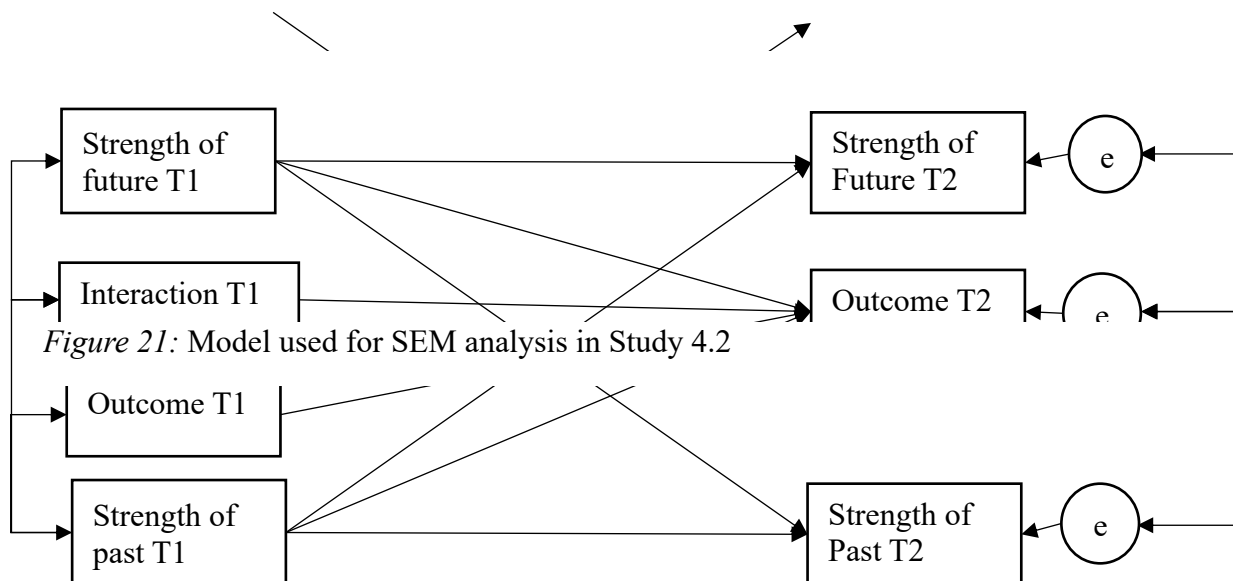 Strength of
future T1
Strength of
Future T2
e
Interaction T1
Outcome T2
e
Figure 21: Model used for SEM analysis in Study 4.2
Outcome T1
Strength of
past T1
Strength of
Past T2
e